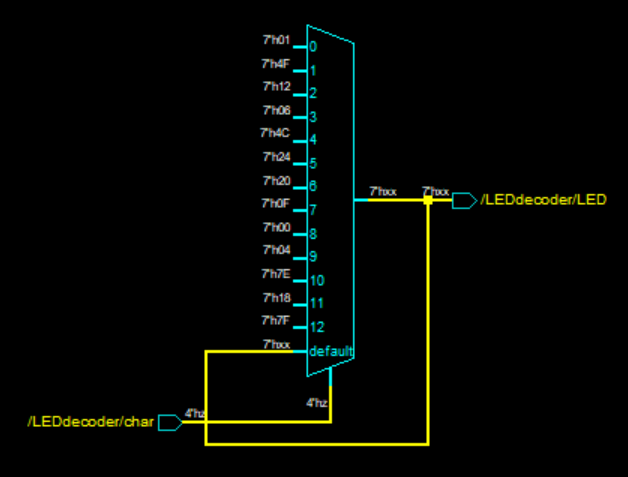 7'h01
0
7'h4F
1
7'h12
2
7'h06
3
7'h4C
4
7'h24
5
7'h20
6
7'hxx 7'hxx /LEDdecoder/LED
7'h0F
7
7'h00
8
7'h04
9
7'h7E
10
7'h18
11
7'h7F
12
7'hxx
default
4'hz
/LEDdecoder/char 4'hz